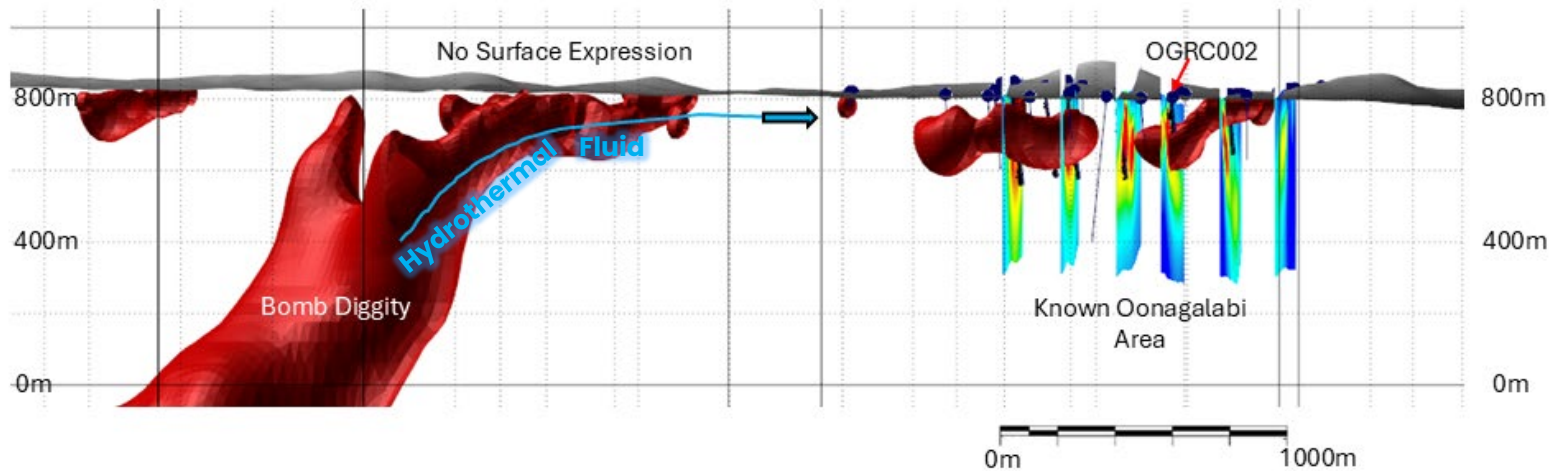 No Surface Expression
OGRC002
800m
800m
Hydrothermal Fluid
400m
400m
Bomb Diggity
Known Oonagalabi
Area
0m
0m
0m
1000m